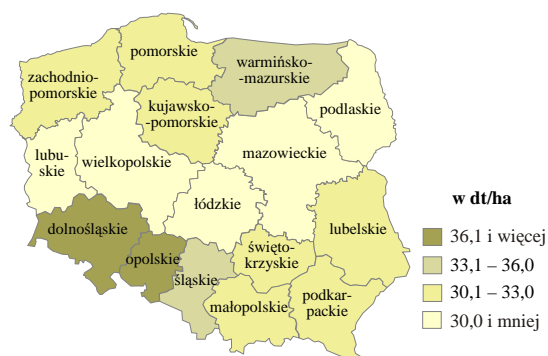 pomorskie
warmińsko-
-mazurskie
zachodnio-
pomorskie
podlaskie
kujawsko-
-pomorskie
lubu-
skie
wielkopolskie
mazowieckie
łódzkie
dolnośląskie
lubelskie
opolskie
śląskie
święto-
krzyskie
małopolskie
podkar-
packie
w dt/ha
36,1 i więcej
33,1 – 36,0
30,1 – 33,0
30,0 i mniej